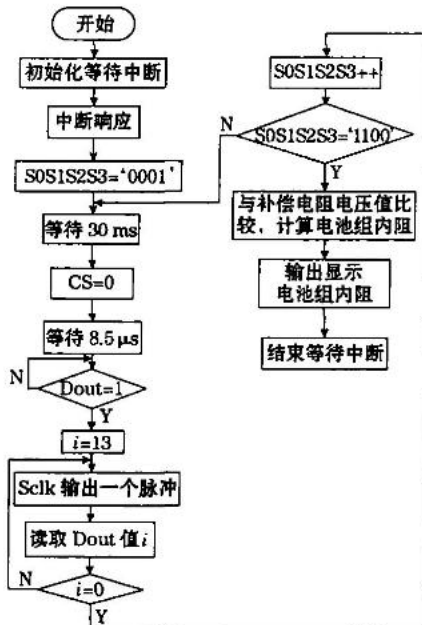 开始
初始化等待中断
中断响应
S0S1S2S3='0001'
等待 30 ms
CS=0
等待 8.5 μs
N
Dout=1
Y
i=13
Sclk 输出一个脉冲
读取 Dout 值 i
N
i=0
Y
S0S1S2S3++
N
S0S1S2S3='1100'
Y
与补偿电阻电压值比
较，计算电池组内阻
输出显示
电池组内阻
结束等待中断